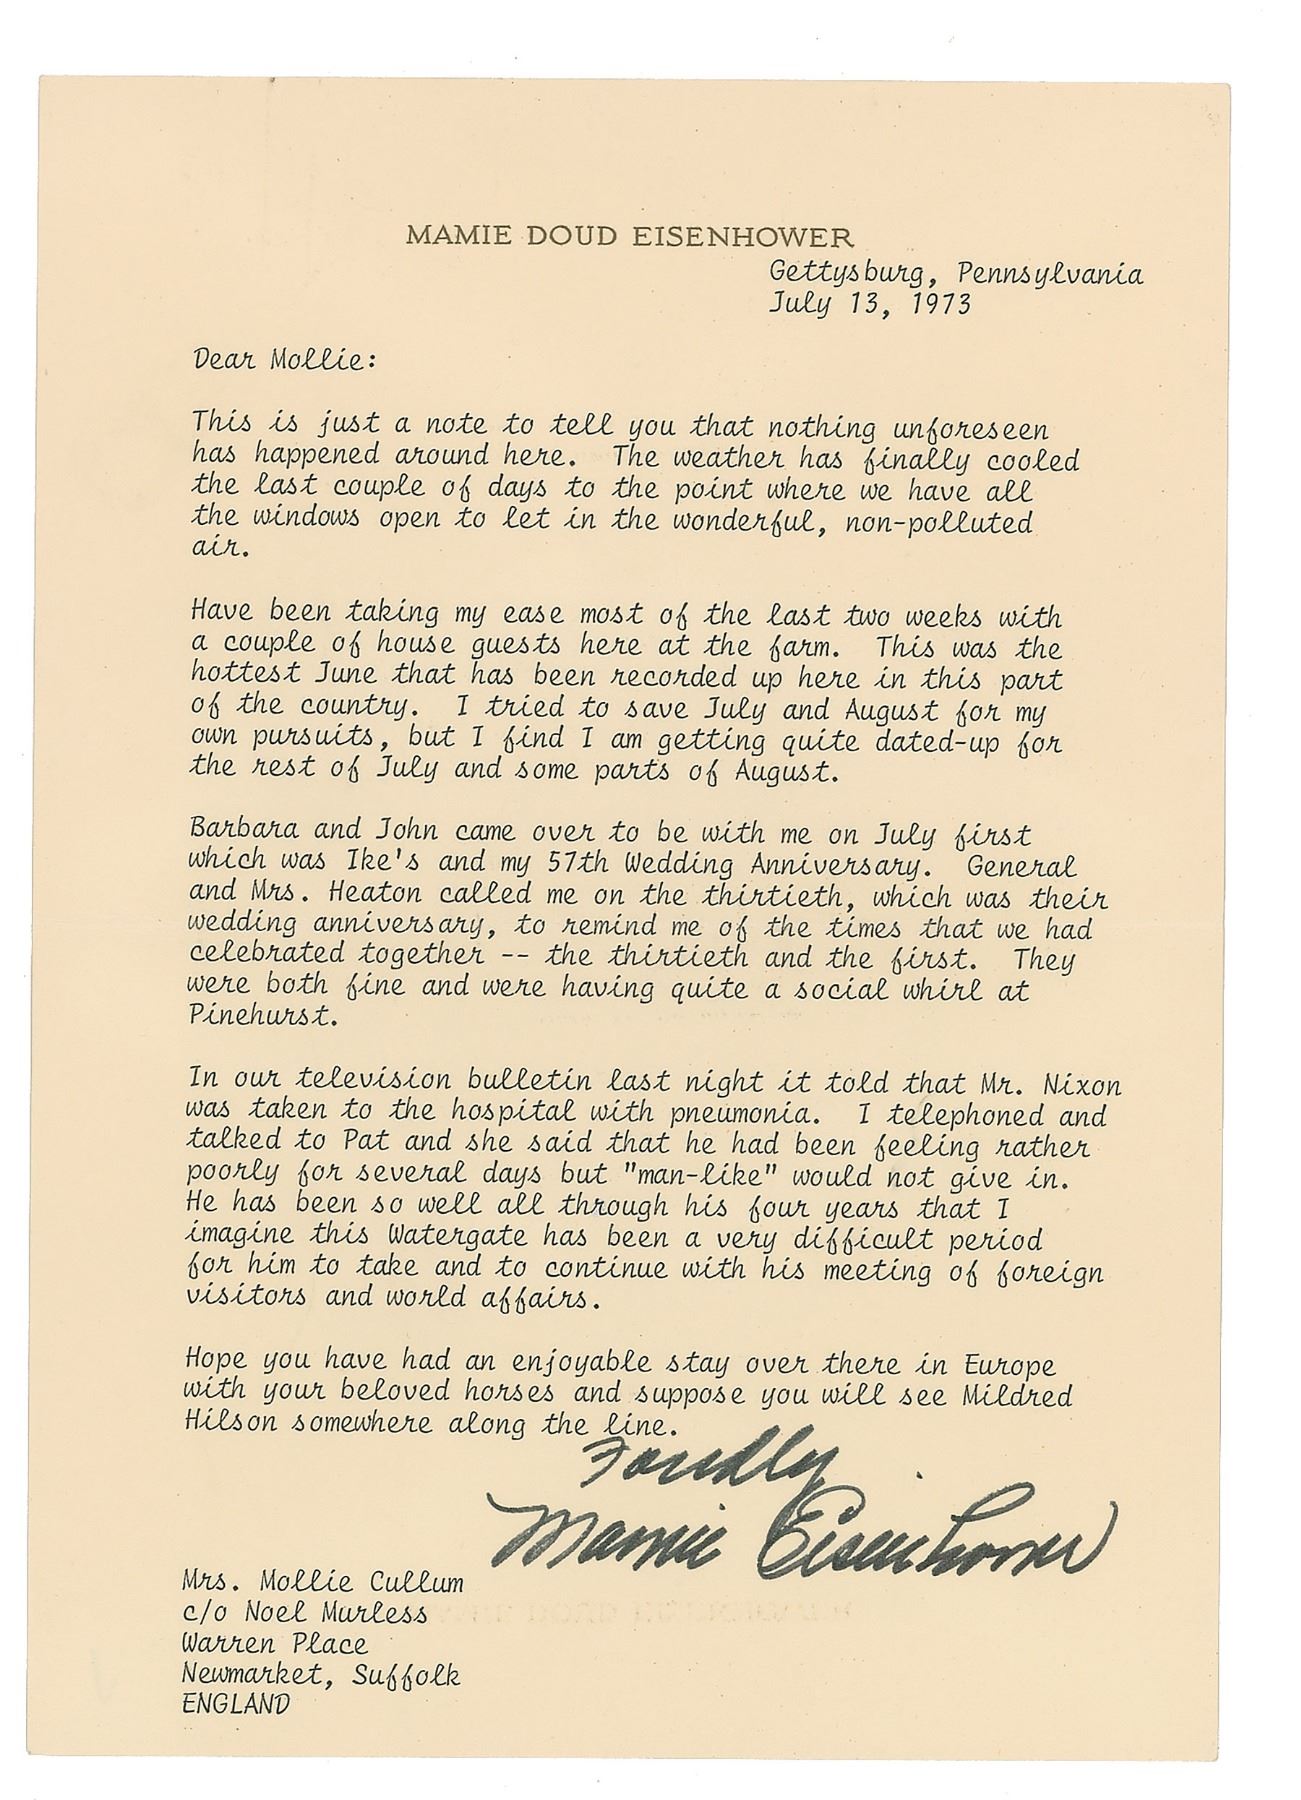 MAMIE DOUD EISENHOWER
Gettysburg, Pennsylvania
July 13, 1973
Dear Mollie:
This is just a note to tell you that nothing unforeseen
has happened around here. The weather has finally cooled
the last couple of days to the point where we have all
the windows open to let in the wonderful, non-polluted
air.
Have been taking my ease most of the last two weeks with
a couple of house guests here at the farm. This was the
hottest June that has been recorded up here in this part
of the country. I tried to save July and August for my
own pursuits, but I find I am getting quite dated-up for
the rest of July and some parts of August.
Barbara and John came over to be with me on July first
which was Ike's and my 57th Wedding Anniversary. General
and Mrs. Heaton called me on the thirtieth, which was their
wedding anniversary, to remind me of the times that we had
celebrated together -- the thirtieth and the first. They
were both fine and were having quite a social whirl at
Pinehurst.
In our television bulletin last night it told that Mr. Nixon
was taken to the hospital with pneumonia. I telephoned and
talked to Pat and she said that he had been feeling rather
poorly for several days but "man-like" would not give in.
He has been so well all through his four years that I
imagine this Watergate has been a very difficult period
for him to take and to continue with his meeting of foreign
visitors and world affairs.
Hope you have had an enjoyable stay over there in Europe
with your beloved horses and suppose you will see Mildred
Hilson somewhere along the line.
Fondly
Mamie Eisenhower
Mrs. Mollie Cullum
c/o Noel Murless
Warren Place
Newmarket, Suffolk
ENGLAND